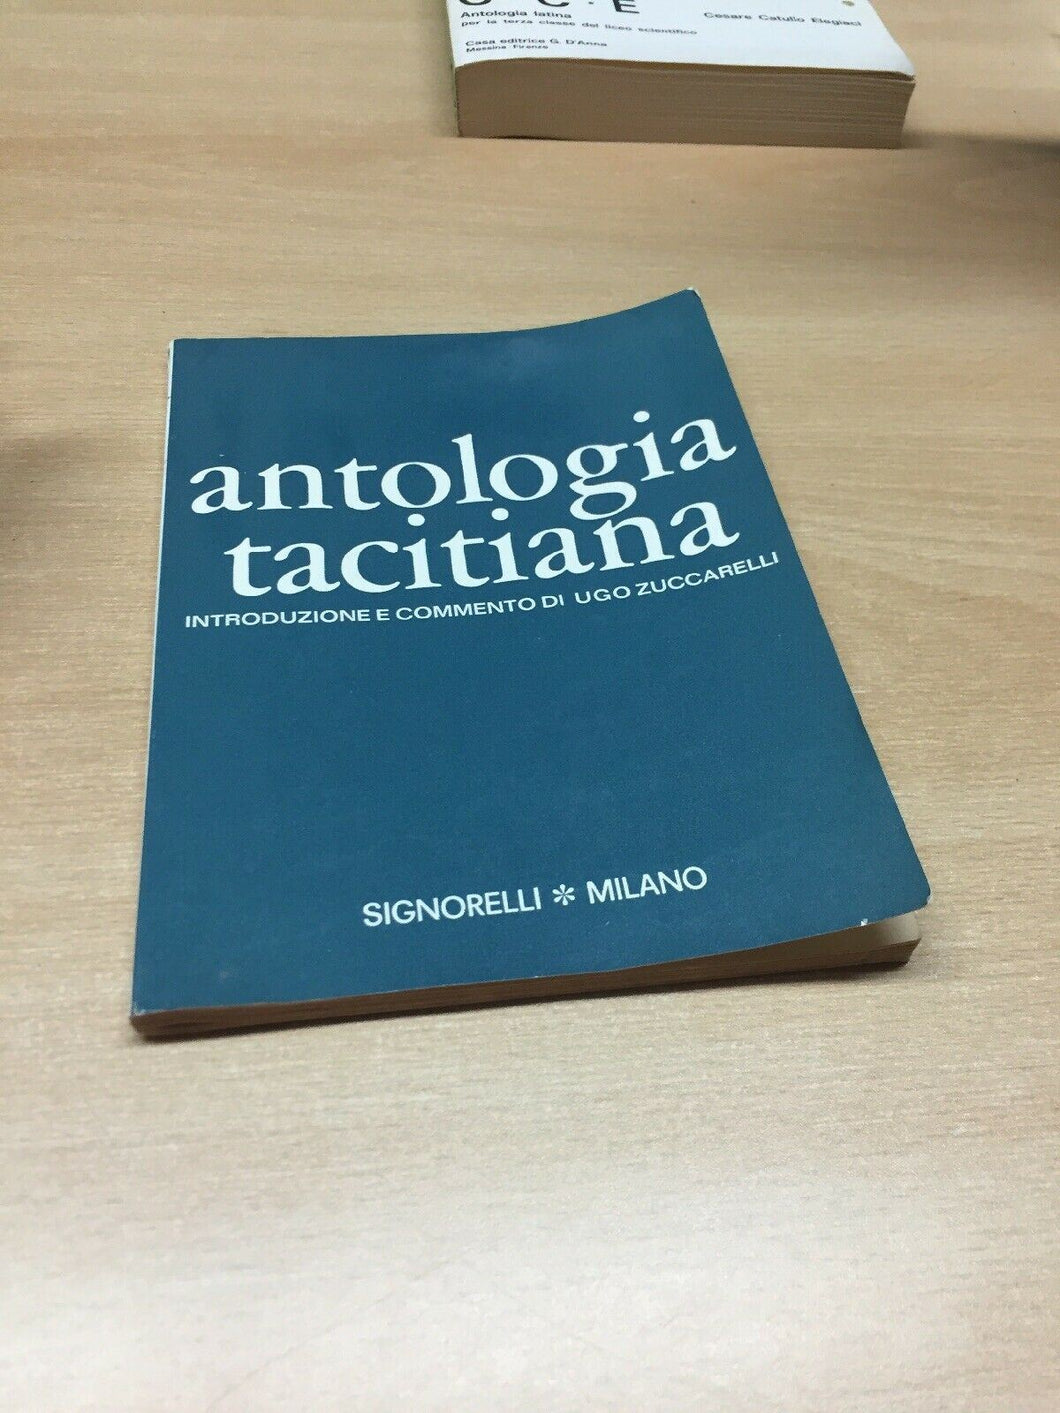 C · E
Antologia latina
per la terza classe del liceo scientifico
Cesare Catullo Elegiaci
Casa editrice G. D'Anna
Messina Firenze
antologia
tacitiana
INTRODUZIONE E COMMENTO DI UGO ZUCCARELLI
SIGNORELLI * MILANO